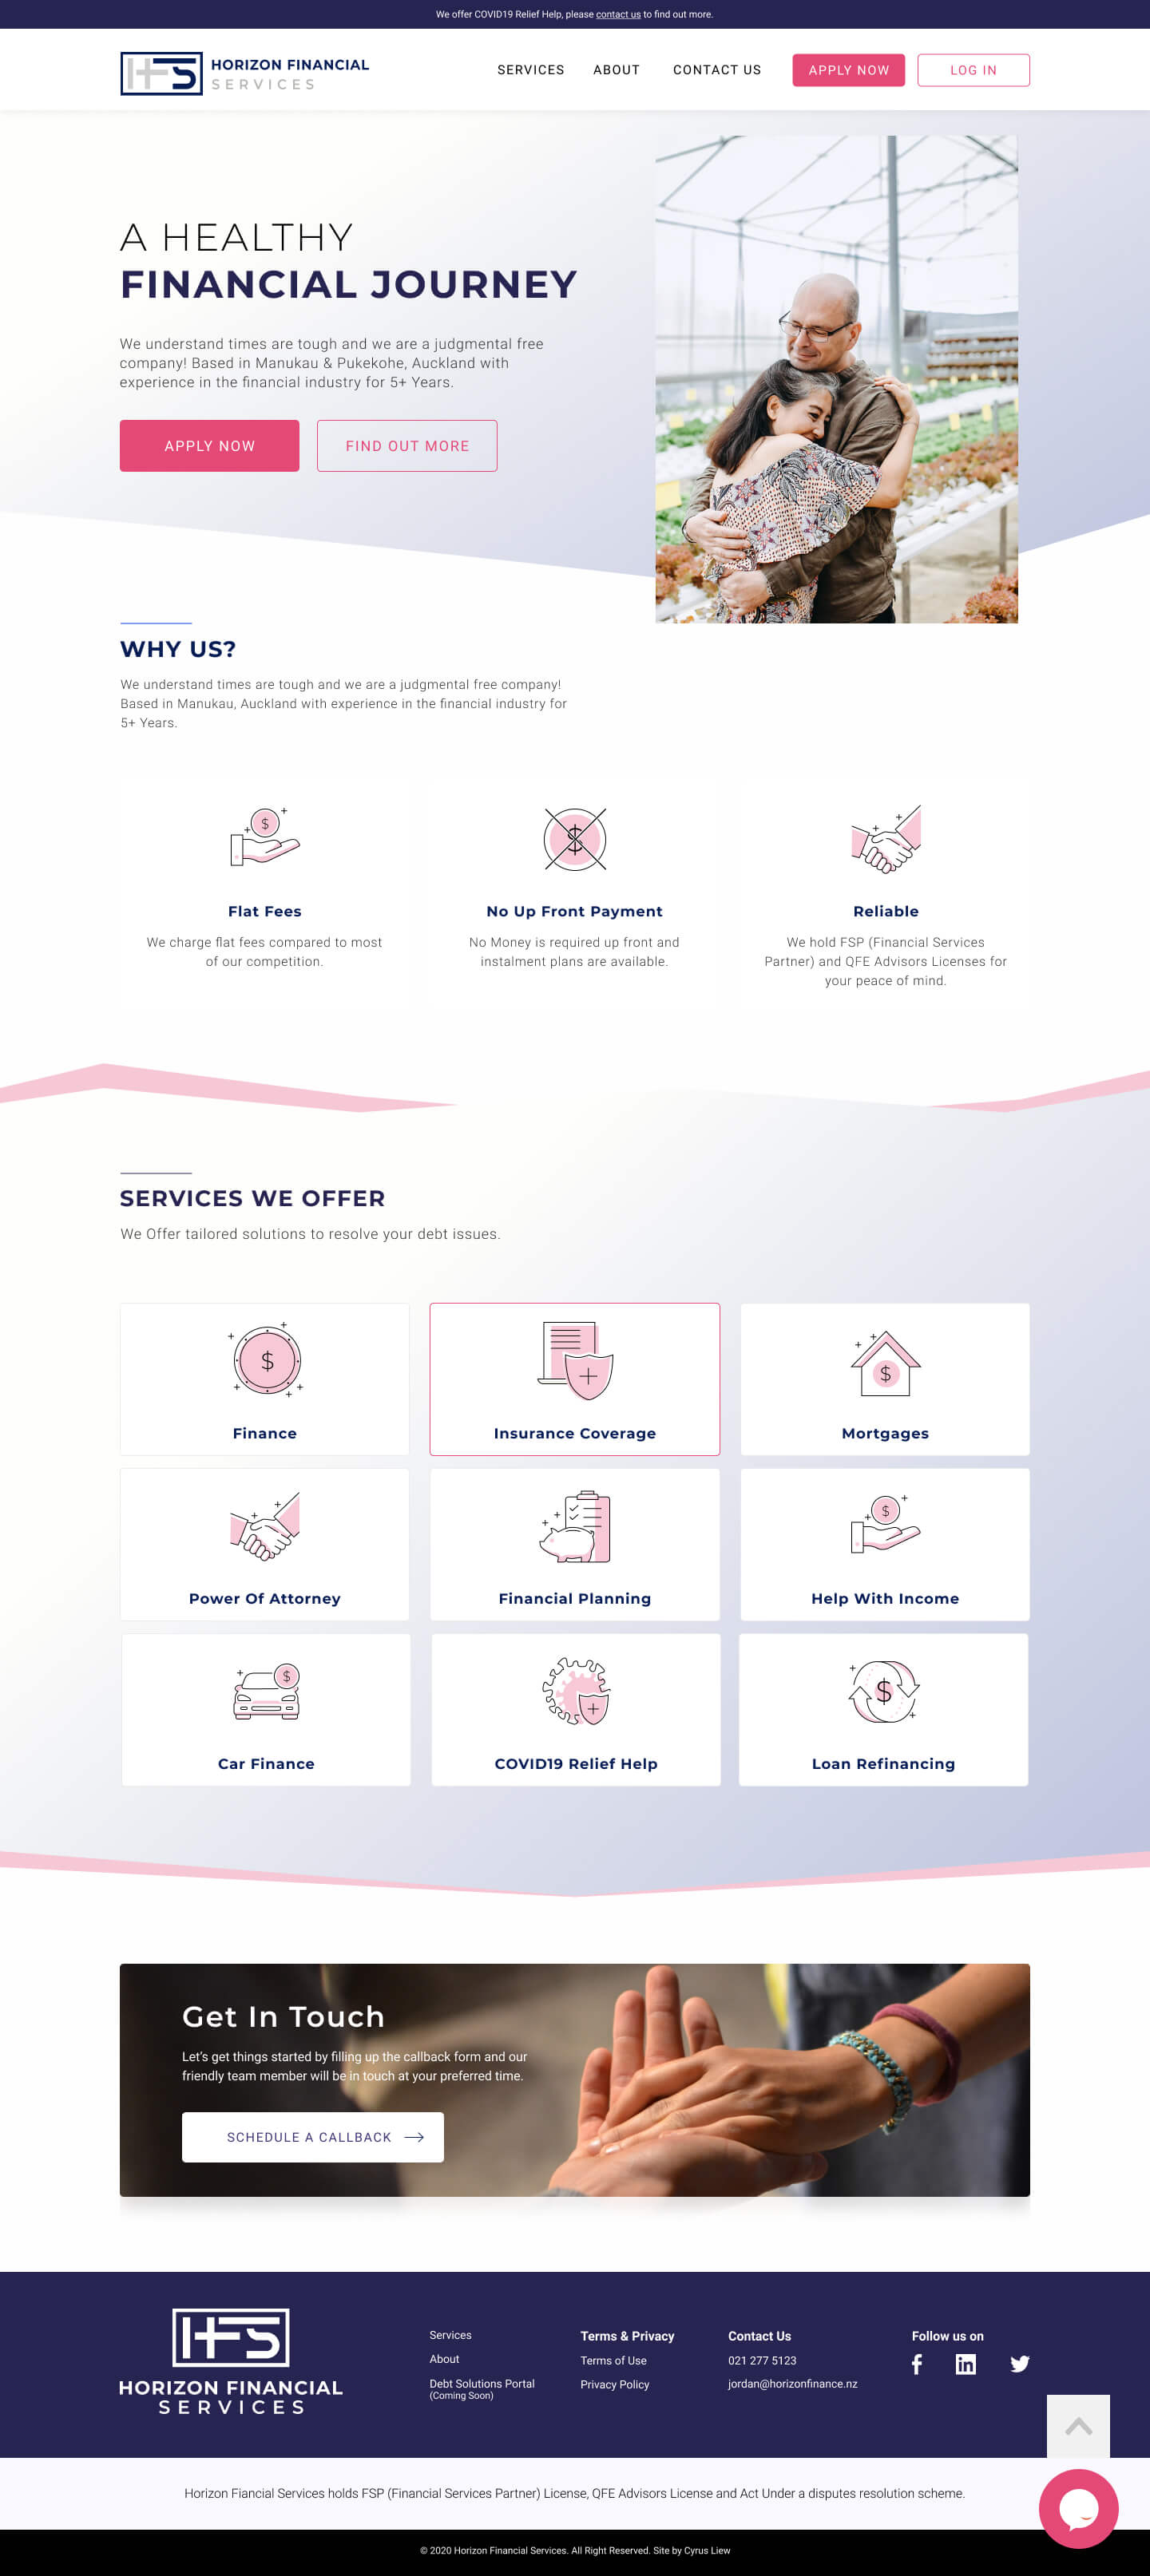 We offer COVID19 Relief Help, please contact us to find out more.
HFS
HORIZON FINANCIAL
SERVICES
SERVICES
ABOUT
CONTACT US
APPLY NOW
LOG IN
A HEALTHY
FINANCIAL JOURNEY
We understand times are tough and we are a judgmental free
company! Based in Manukau & Pukekohe, Auckland with
experience in the financial industry for 5+ Years.
APPLY NOW
FIND OUT MORE
WHY US?
We understand times are tough and we are a judgmental free company!
Based in Manukau, Auckland with experience in the financial industry for
5+ Years.
$
Flat Fees
We charge flat fees compared to most
of our competition.
$
No Up Front Payment
No Money is required up front and
instalment plans are available.
Reliable
We hold FSP (Financial Services
Partner) and QFE Advisors Licenses for
your peace of mind.
SERVICES WE OFFER
We Offer tailored solutions to resolve your debt issues.
$
Finance
Insurance Coverage
$
Mortgages
Power Of Attorney
Financial Planning
$
Help With Income
$
Car Finance
COVID19 Relief Help
$
Loan Refinancing
Get In Touch
Let's get things started by filling up the callback form and our
friendly team member will be in touch at your preferred time.
SCHEDULE A CALLBACK
HFS
HORIZON FINANCIAL
SERVICES
Services
About
Debt Solutions Portal
(Coming Soon)
Terms & Privacy
Terms of Use
Privacy Policy
Contact Us
021 277 5123
jordan@horizonfinance.nz
Follow us on
Horizon Fiancial Services holds FSP (Financial Services Partner) License, QFE Advisors License and Act Under a disputes resolution scheme.
© 2020 Horizon Financial Services. All Right Reserved. Site by Cyrus Liew